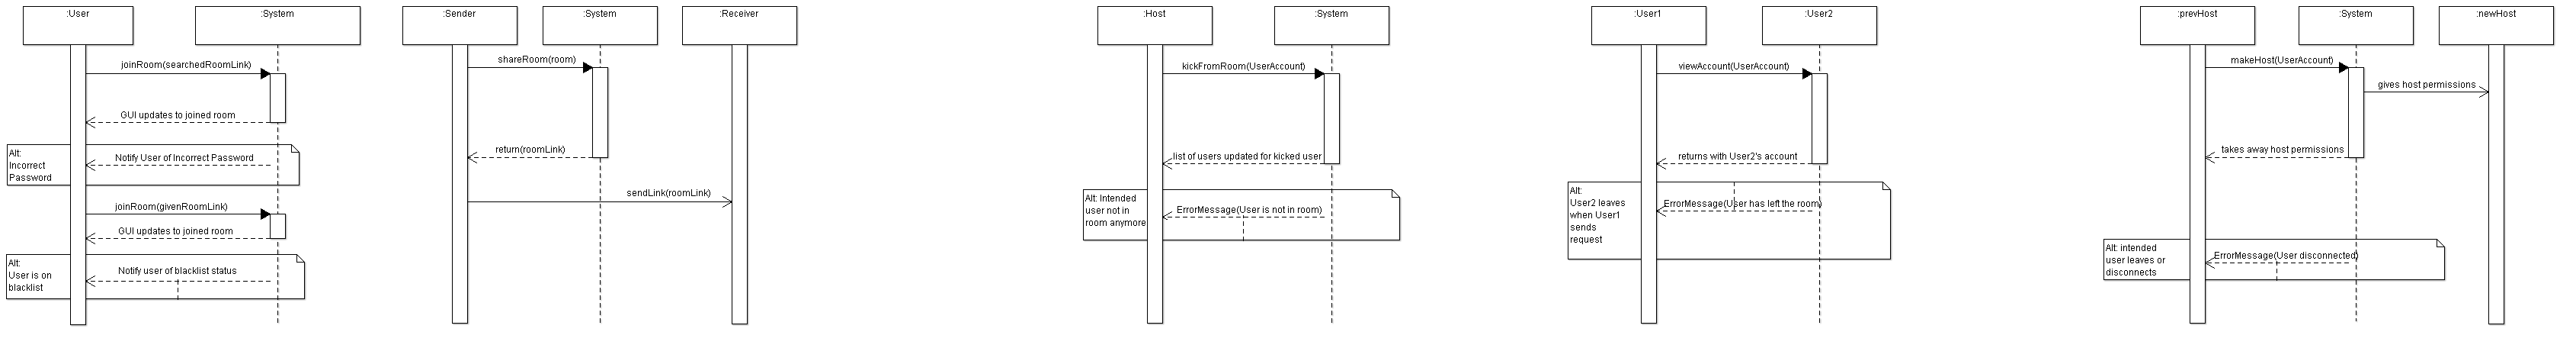 :User
:System
joinRoom(searchedRoomLink)
GUI updates to joined room
Alt:
Incorrect
Password
Notify User of Incorrect Password
joinRoom(givenRoomLink)
GUI updates to joined room
Alt:
User is on
blacklist
Notify user of blacklist status
:Sender
:System
:Receiver
shareRoom(room)
return(roomLink)
sendLink(roomLink)
:Host
:System
kickFromRoom(UserAccount)
list of users updated for kicked user
Alt: Intended
user not in
room anymore
ErrorMessage(User is not in room)
:User1
:User2
viewAccount(UserAccount)
returns with User2's account
Alt:
User2 leaves
when User1
sends
request
ErrorMessage(User has left the room)
:prevHost
:System
:newHost
makeHost(UserAccount)
gives host permissions
takes away host permissions
Alt: intended
user leaves or
disconnects
ErrorMessage(User disconnected)